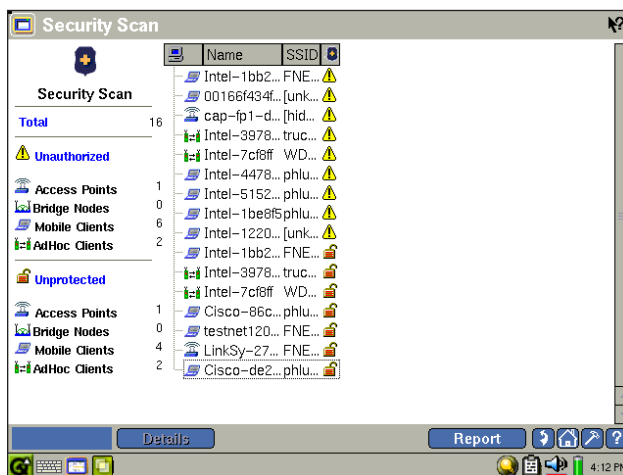 Security Scan
Security Scan
Total 16
Unauthorized
Access Points 1
Bridge Nodes 0
Mobile Clients 6
AdHoc Clients 2
Unprotected
Access Points 1
Bridge Nodes 0
Mobile Clients 4
AdHoc Clients 2
Name SSID
Intel-1bb2... FNE...
00166f434f... [unk...
cap-fp1-d... [hid...
Intel-3978... truc...
Intel-7cf8ff WD...
Intel-4478... phlu...
Intel-5152... phlu...
Intel-1be8f5 phlu...
Intel-1220... [unk...
Intel-1bb2... FNE...
Intel-3978... truc...
Intel-7cf8ff WD...
Cisco-86c... phlu...
testnet120... FNE...
LinkSy-27... FNE...
Cisco-de2... phlu...
Details
Report
?
4:12 PM